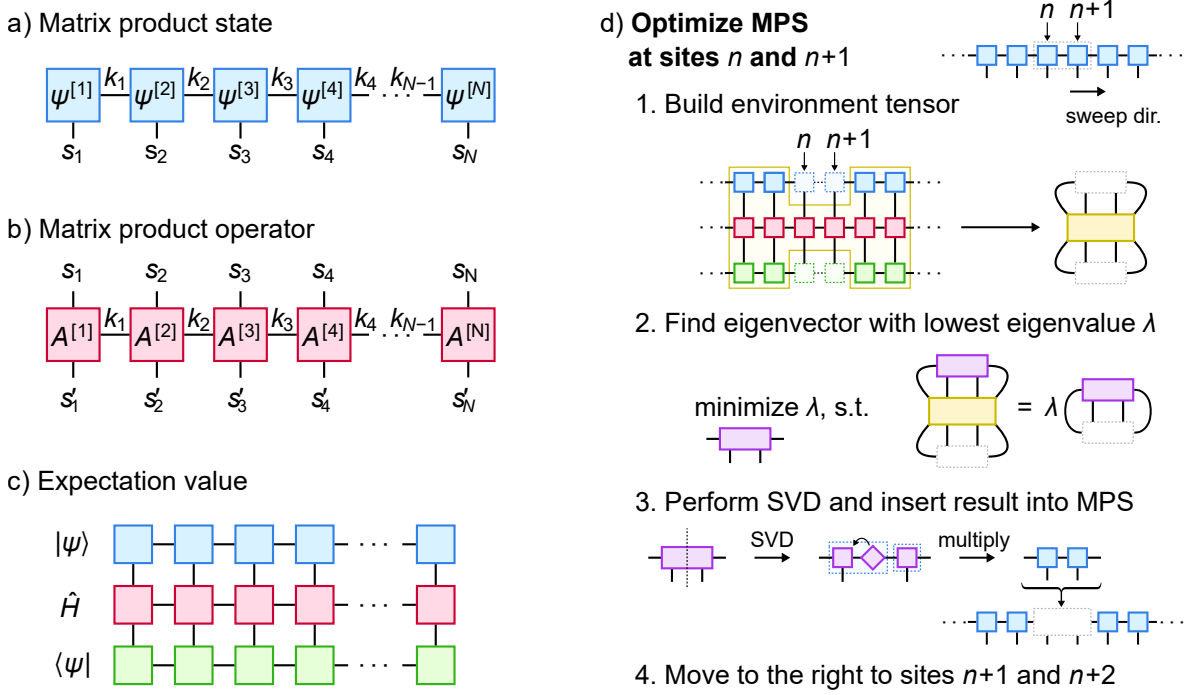 a) Matrix product state
ψ[1] k1 ψ[2] k2 ψ[3] k3 ψ[4] k4 ··· kN−1 ψ[N]
s1 s2 s3 s4 sN
b) Matrix product operator
s1 s2 s3 s4 sN
A[1] k1 A[2] k2 A[3] k3 A[4] k4 ··· kN−1 A[N]
s′1 s′2 s′3 s′4 s′N
c) Expectation value
|ψ⟩
Ĥ
⟨ψ|
d) Optimize MPS
at sites n and n+1
n n+1
sweep dir.
1. Build environment tensor
n n+1
2. Find eigenvector with lowest eigenvalue λ
minimize λ, s.t.
= λ
3. Perform SVD and insert result into MPS
SVD
multiply
4. Move to the right to sites n+1 and n+2